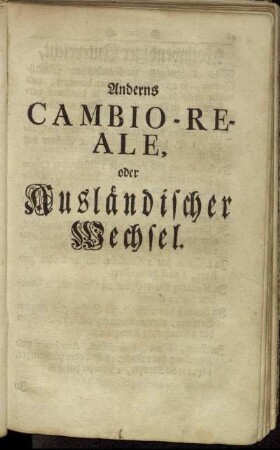 Anderns
CAMBIO-RE-
ALE,
oder
Ausländischer
Wechsel.